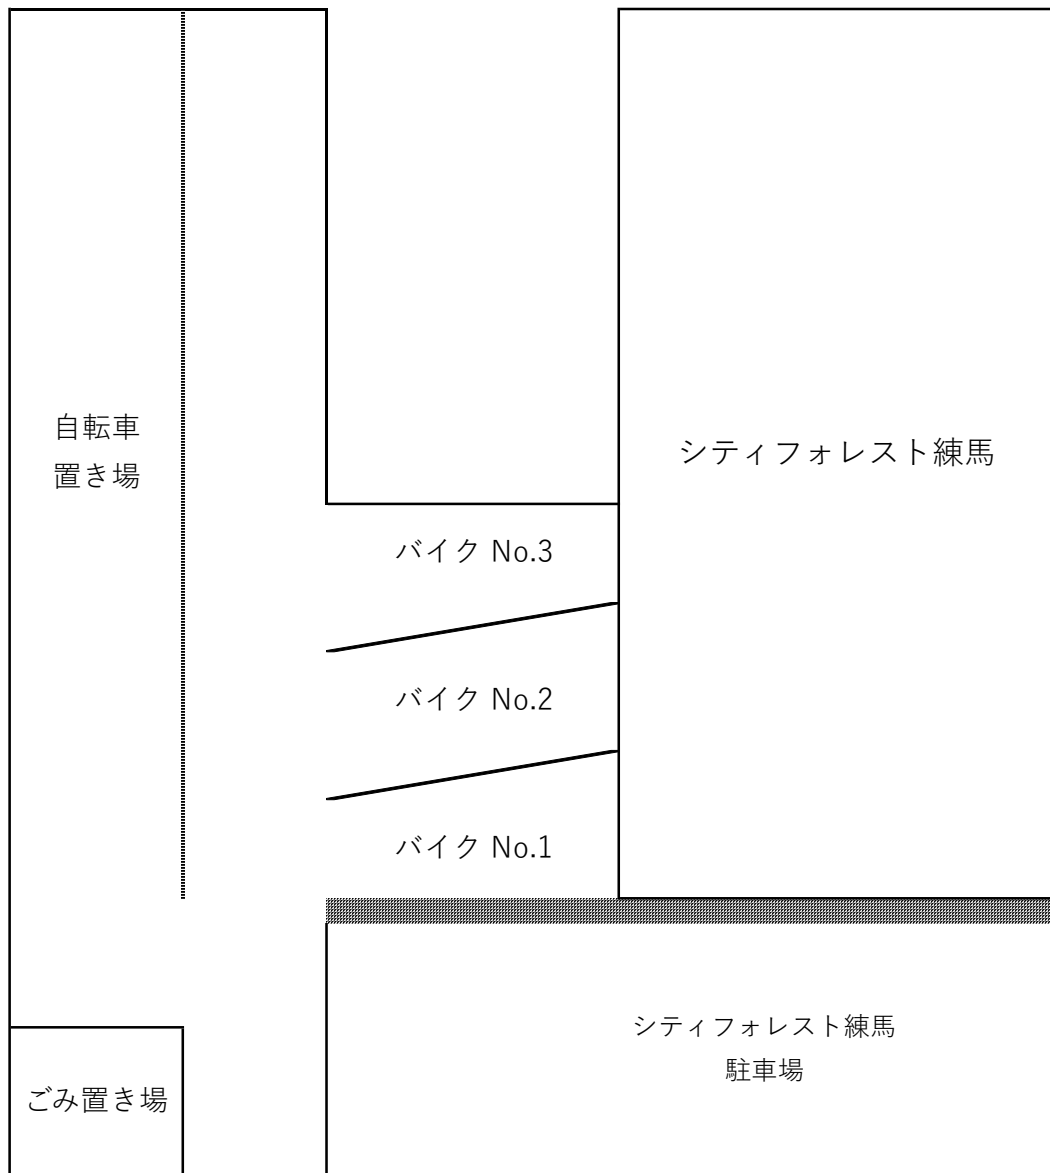 自転車
置き場
シティフォレスト練馬
バイク No.3
バイク No.2
バイク No.1
シティフォレスト練馬
駐車場
ごみ置き場